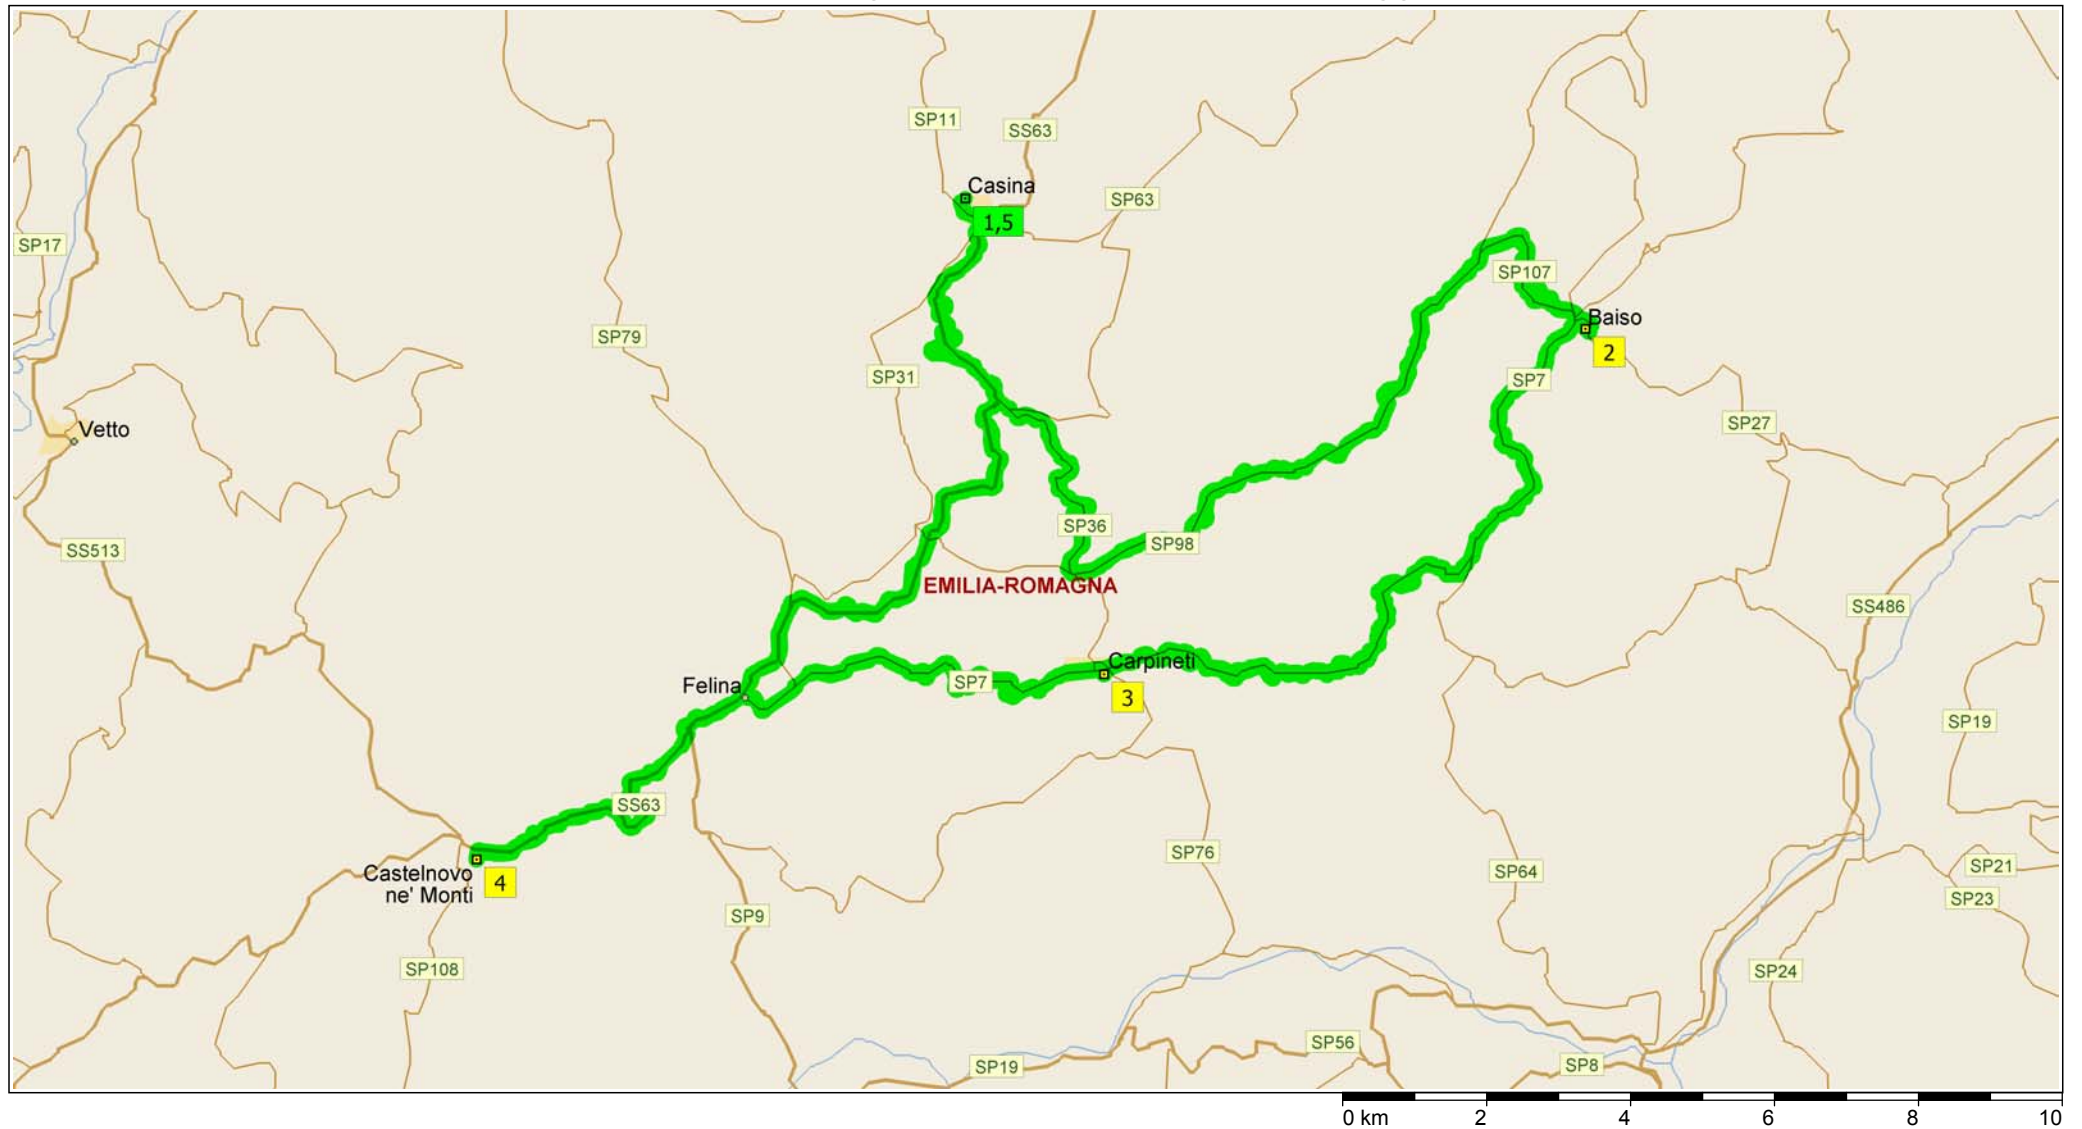 SP11
SS63
Casina
1,5
SP63
SP17
SP107
Baiso
2
SP79
SP31
SP7
SP27
Vetto
SP36
SP98
SS513
EMILIA-ROMAGNA
SS486
Carpineti
3
SP7
Felina
SP19
SS63
SP76
SP64
SP21
SP23
Castelnovo
ne' Monti
4
SP9
SP108
SP24
SP56
SP19
SP8
0 km 2 4 6 8 10